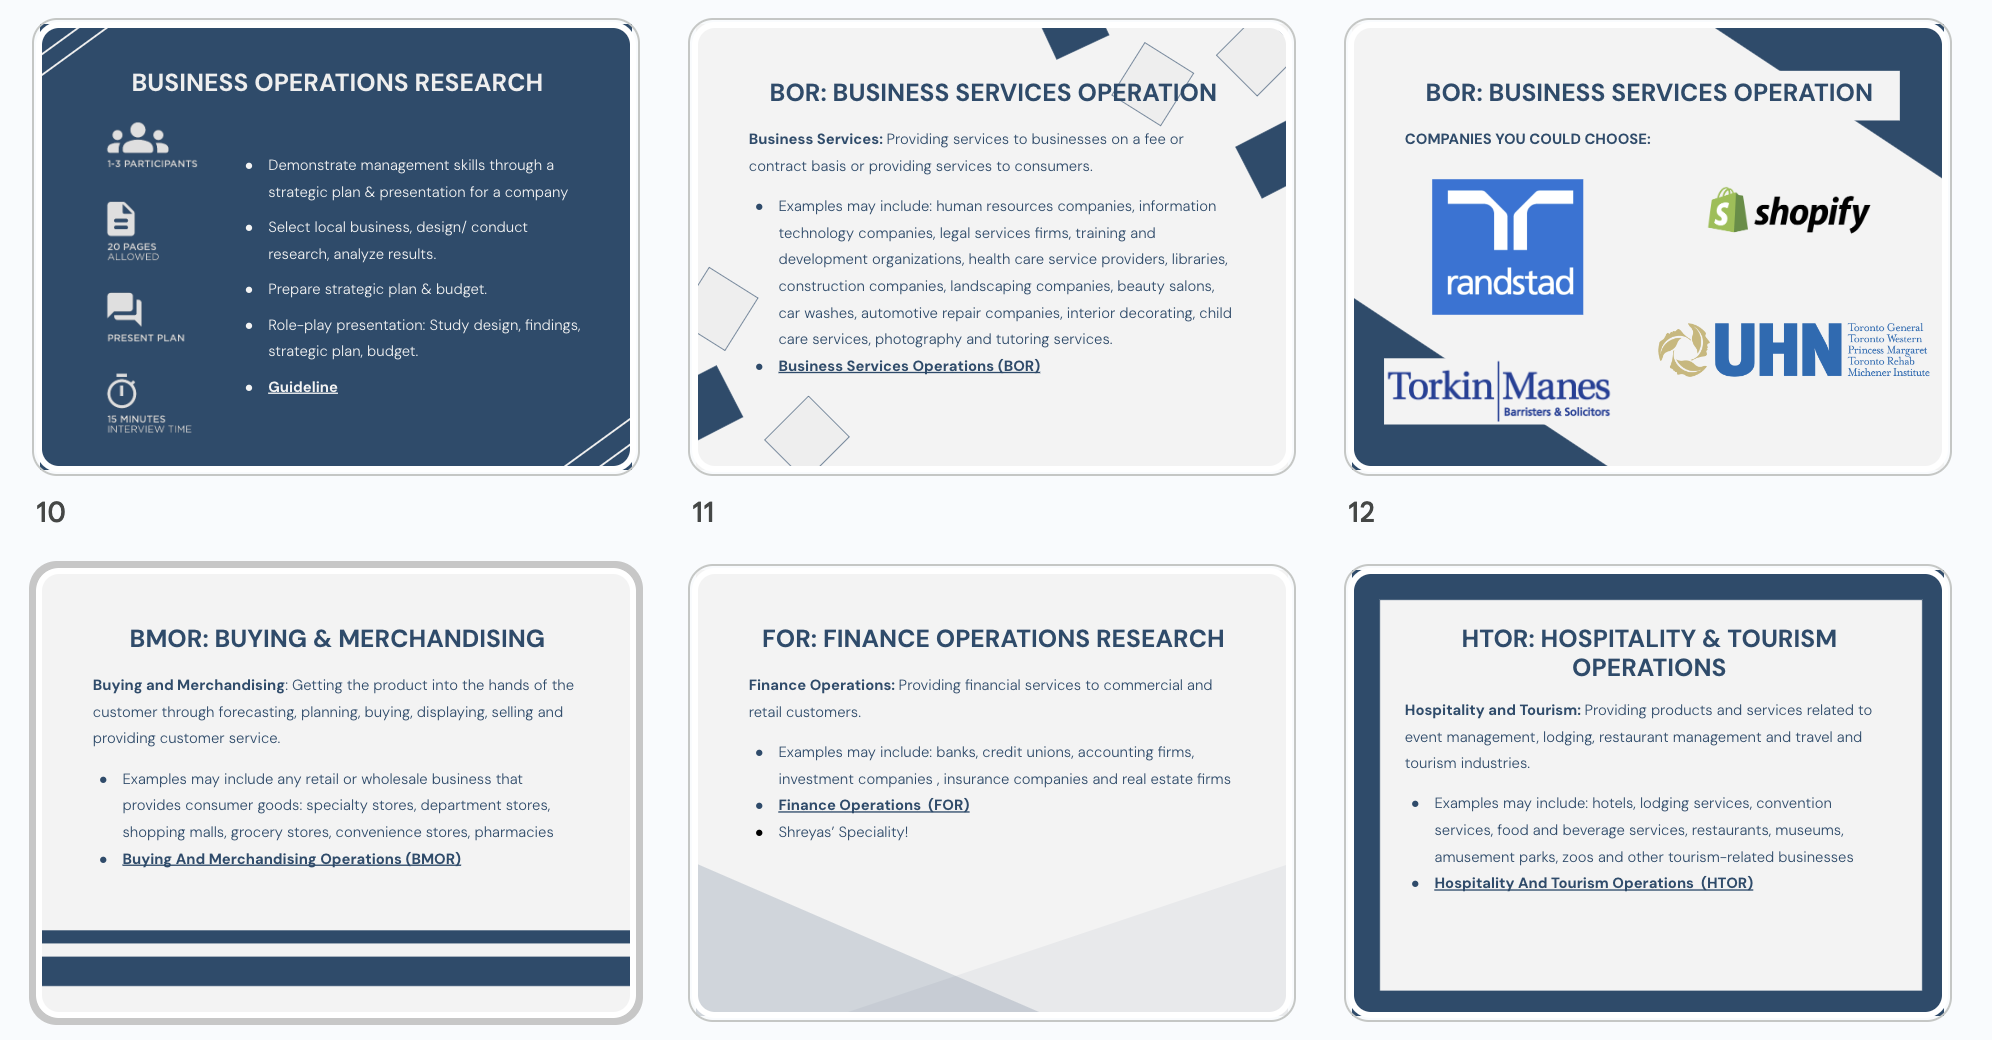 BUSINESS OPERATIONS RESEARCH
1-3 PARTICIPANTS
20 PAGES
ALLOWED
PRESENT PLAN
15 MINUTES
INTERVIEW TIME
● Demonstrate management skills through a
strategic plan & presentation for a company
● Select local business, design/ conduct
research, analyze results.
● Prepare strategic plan & budget.
● Role-play presentation: Study design, findings,
strategic plan, budget.
● Guideline
10
BOR: BUSINESS SERVICES OPERATION
Business Services: Providing services to businesses on a fee or
contract basis or providing services to consumers.
● Examples may include: human resources companies, information
technology companies, legal services firms, training and
development organizations, health care service providers, libraries,
construction companies, landscaping companies, beauty salons,
car washes, automotive repair companies, interior decorating, child
care services, photography and tutoring services.
● Business Services Operations (BOR)
11
BOR: BUSINESS SERVICES OPERATION
COMPANIES YOU COULD CHOOSE:
randstad
shopify
Torkin Manes
Barristers & Solicitors
UHN
Toronto General
Toronto Western
Princess Margaret
Toronto Rehab
Michener Institute
12
BMOR: BUYING & MERCHANDISING
Buying and Merchandising: Getting the product into the hands of the
customer through forecasting, planning, buying, displaying, selling and
providing customer service.
● Examples may include any retail or wholesale business that
provides consumer goods: specialty stores, department stores,
shopping malls, grocery stores, convenience stores, pharmacies
● Buying And Merchandising Operations (BMOR)
FOR: FINANCE OPERATIONS RESEARCH
Finance Operations: Providing financial services to commercial and
retail customers.
● Examples may include: banks, credit unions, accounting firms,
investment companies , insurance companies and real estate firms
● Finance Operations (FOR)
● Shreyas’ Speciality!
HTOR: HOSPITALITY & TOURISM
OPERATIONS
Hospitality and Tourism: Providing products and services related to
event management, lodging, restaurant management and travel and
tourism industries.
● Examples may include: hotels, lodging services, convention
services, food and beverage services, restaurants, museums,
amusement parks, zoos and other tourism-related businesses
● Hospitality And Tourism Operations (HTOR)